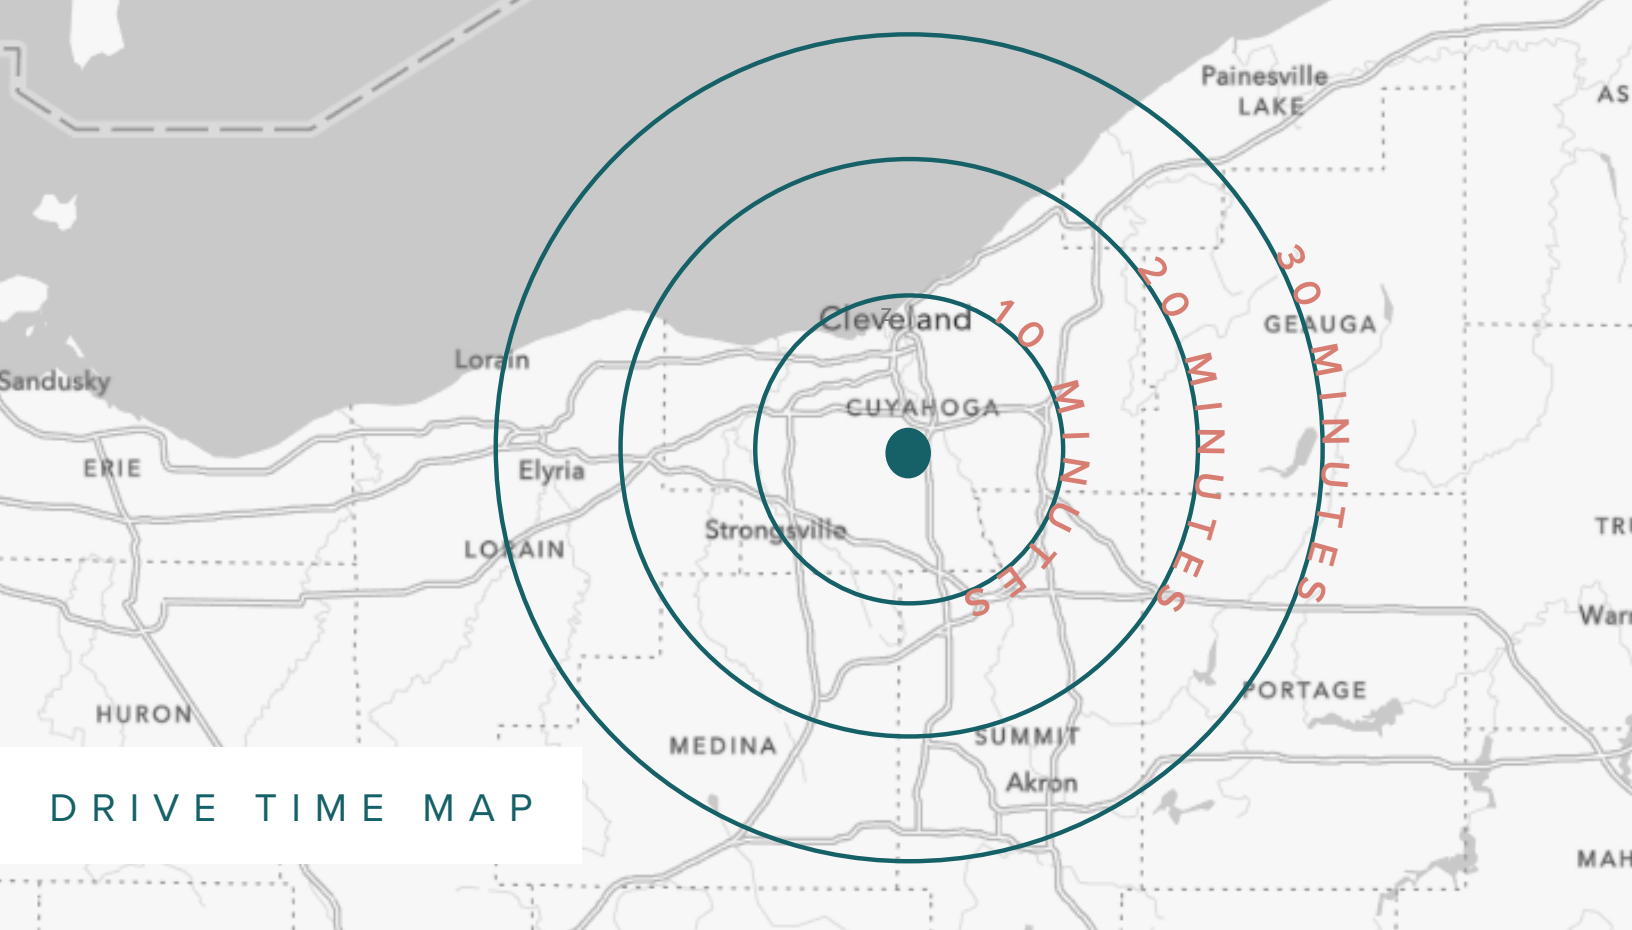 Painesville
LAKE
AS
30 MINUTES
20 MINUTES
10 MINUTES
Cleveland
GEAUGA
Lorain
Sandusky
CUYAHOGA
ERIE
Elyria
Strongsville
TRU
LORAIN
Warr
PORTAGE
HURON
SUMMIT
MEDINA
Akron
DRIVE TIME MAP
MAH